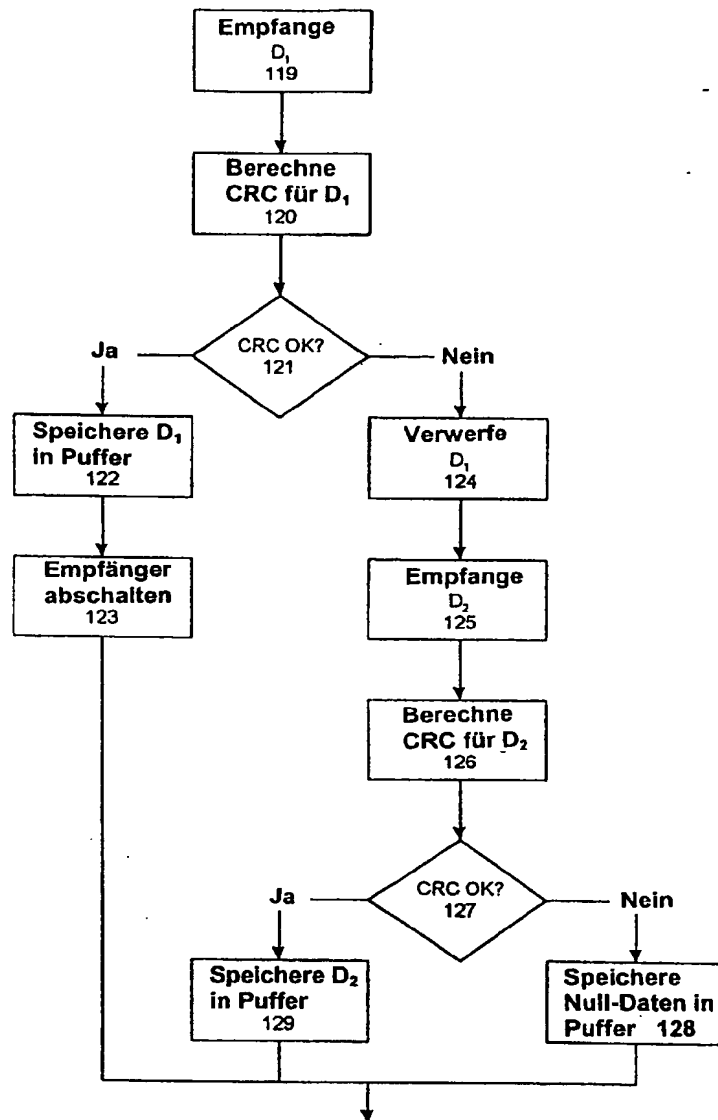 Empfange
D₁
119
Berechne
CRC für D₁
120
CRC OK?
121
Ja
Nein
Speichere D₁
in Puffer
122
Verwerfe
D₁
124
Empfänger
abschalten
123
Empfange
D₂
125
Berechne
CRC für D₂
126
CRC OK?
127
Ja
Nein
Speichere D₂
in Puffer
129
Speichere
Null-Daten in
Puffer 128